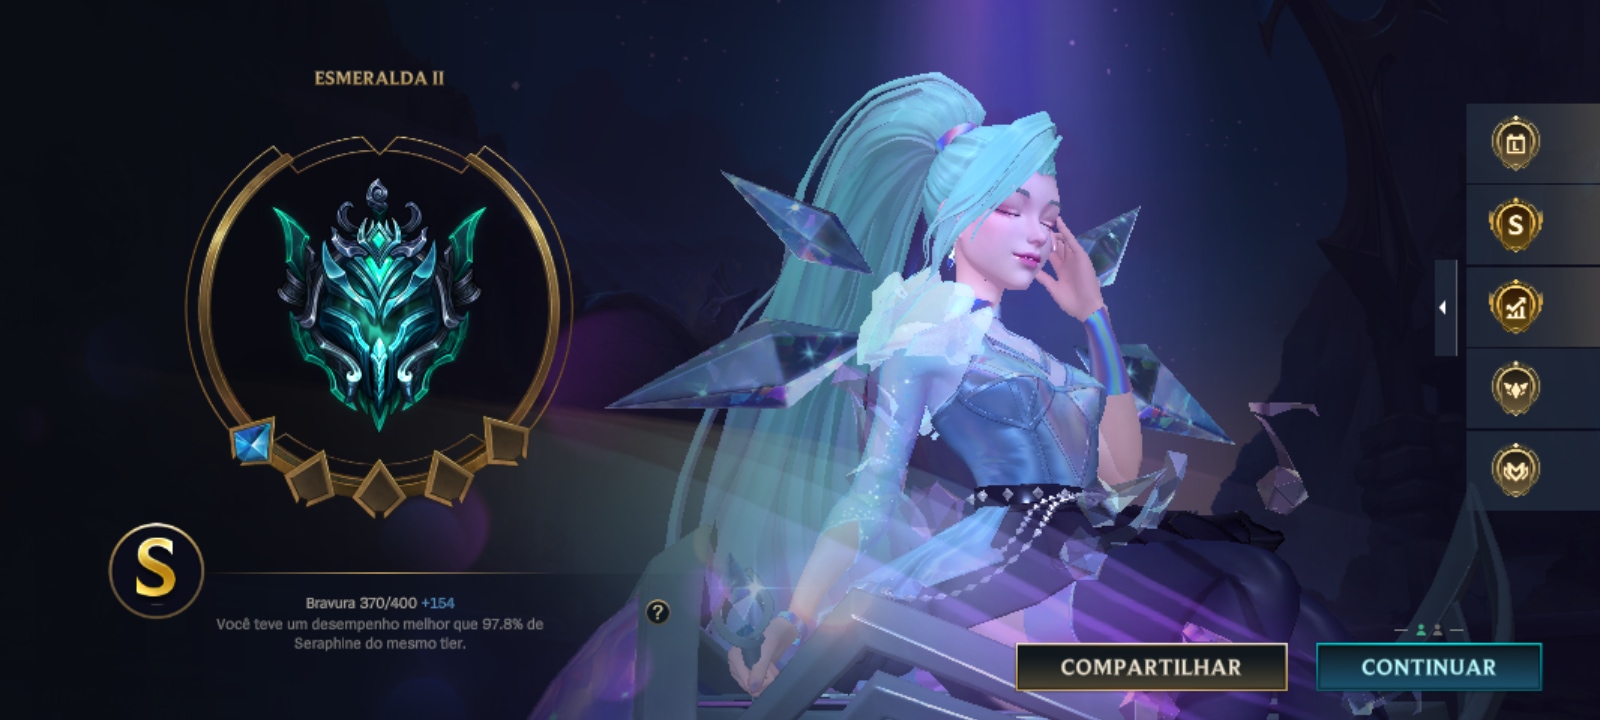 ESMERALDA II
L
S
S
Bravura 370/400 +154
Você teve um desempenho melhor que 97.8% de
Seraphine do mesmo tier.
?
COMPARTILHAR
CONTINUAR